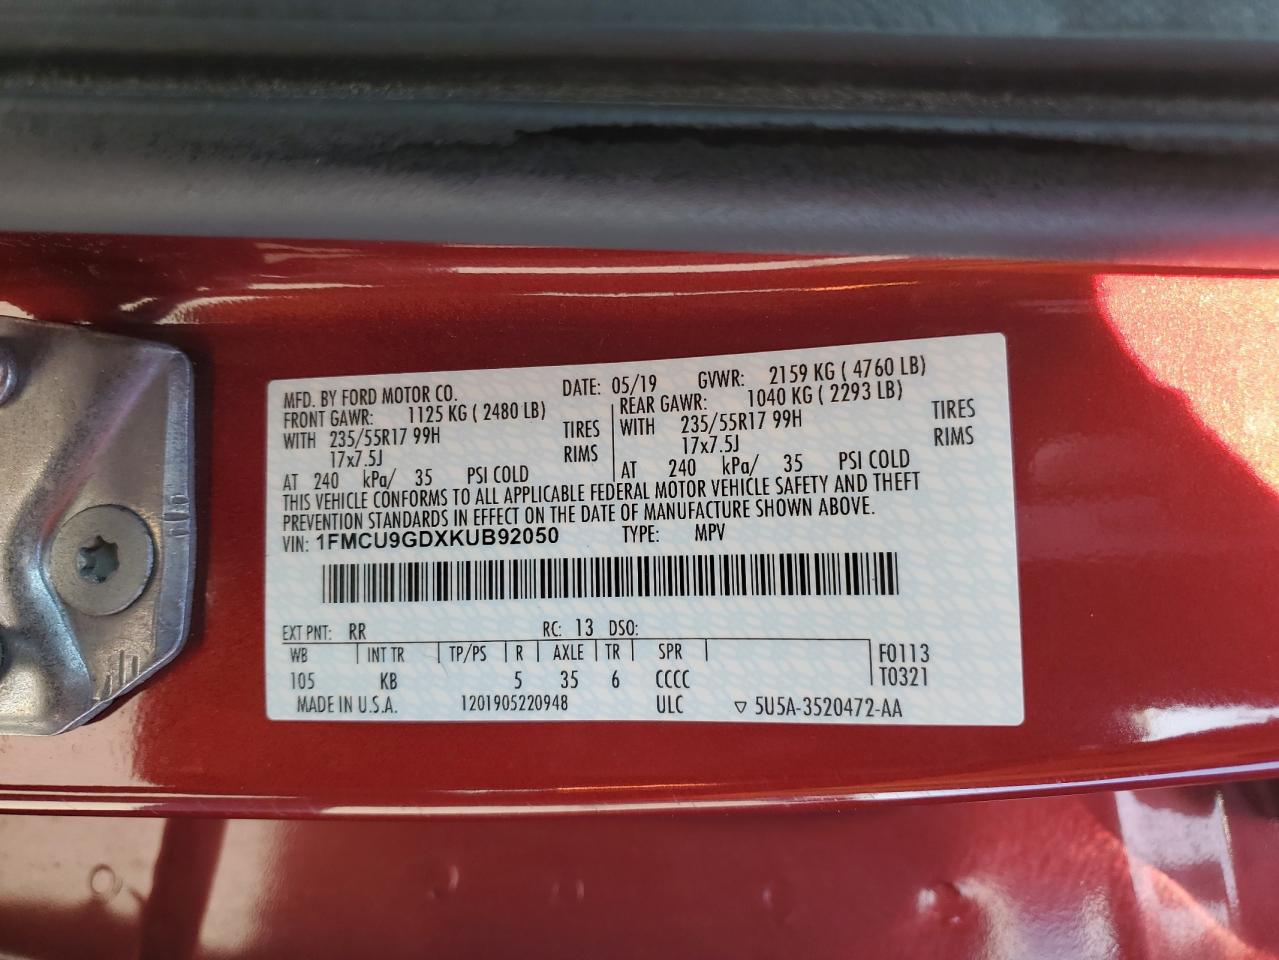 MFD. BY FORD MOTOR CO. DATE: 05/19 GVWR: 2159 KG ( 4760 LB)
FRONT GAWR: 1125 KG ( 2480 LB) REAR GAWR: 1040 KG ( 2293 LB)
WITH 235/55R17 99H TIRES WITH 235/55R17 99H TIRES
17x7.5J RIMS 17x7.5J RIMS
AT 240 kPa/ 35 PSI COLD AT 240 kPa/ 35 PSI COLD
THIS VEHICLE CONFORMS TO ALL APPLICABLE FEDERAL MOTOR VEHICLE SAFETY AND THEFT
PREVENTION STANDARDS IN EFFECT ON THE DATE OF MANUFACTURE SHOWN ABOVE.
VIN: 1FMCU9GDXKUB92050 TYPE: MPV
EXT PNT: RR RC: 13 DSO:
WB INT TR TP/PS R AXLE TR SPR F0113
105 KB 5 35 6 CCCC T0321
MADE IN U.S.A. 1201905220948 ULC ▽ 5U5A-3520472-AA